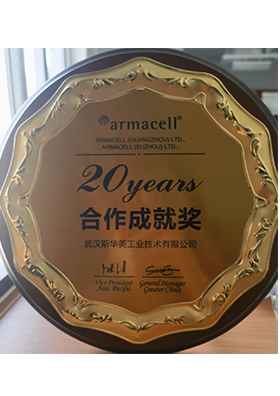 armacell®
ARMACELL (GUANGZHOU) LTD.,
ARMACELL (SUZHOU) LTD.,
20 years
合作成就奖
武汉斯华美工业技术有限公司
Vice President General Manager
Asia Pacific Greater China